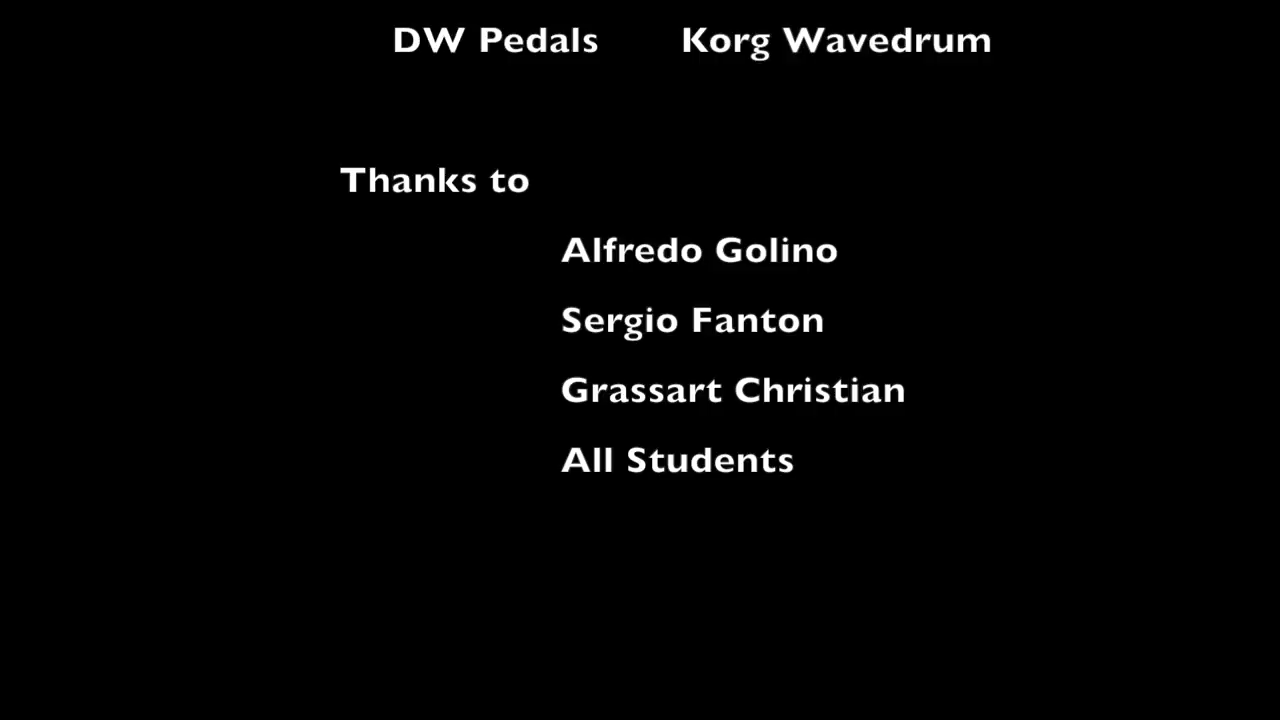 DW Pedals Korg Wavedrum
Thanks to
Alfredo Golino
Sergio Fanton
Grassart Christian
All Students